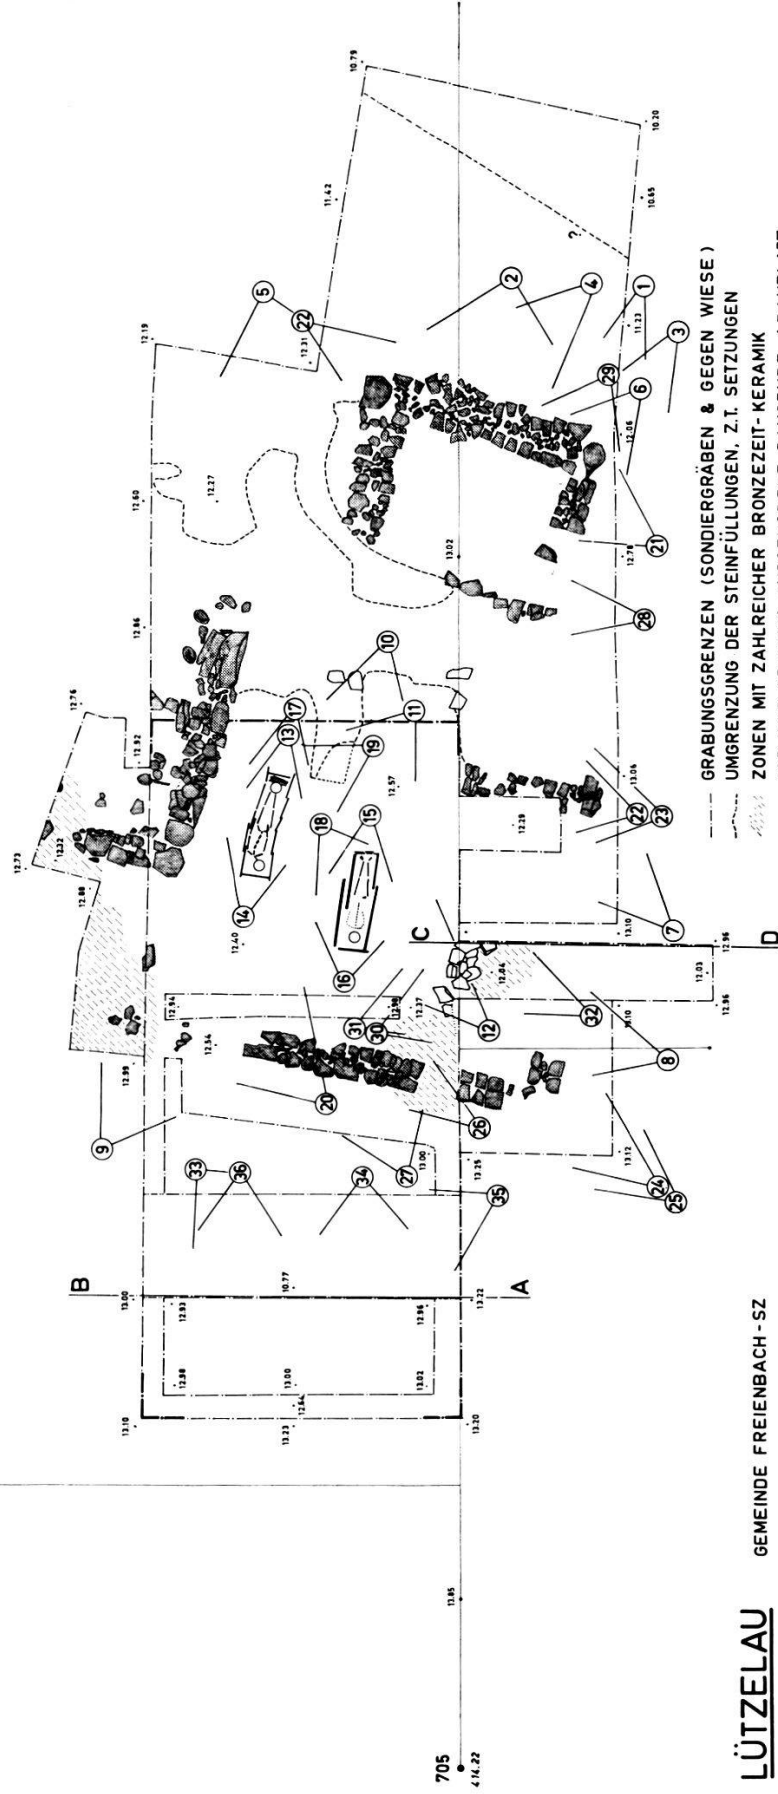 12.73
12.32
B 12.76
12.88
9
13.10 13.00 12.99 12.92 12.86 12.60 12.19
12.94
12.98 12.93
33
12.54 12.27
36 12.40 14
5
13.23 13.00 10.77 13 17
12.64 22 12.31
20 18 11.42
16
34 31 19 15 10.79
30 12.98 12.57 10
27 12.37 11
13.02 12.96 13.00 C
705 13.85 13.02
414.22 13.20 13.22 13.25 26
35 12 12.04 2
A 12.29
32 4 ?
29
13.12 13.10 13.10 13.06 12.78 12.06 11.23
28 22 6 1 10.65 10.20
24 8 23 21
25 7 3
12.96 12.03 12.96
D
GRABUNGSGRENZEN (SONDIERGRÄBEN & GEGEN WIESE)
UMGRENZUNG DER STEINFÜLLUNGEN, Z.T. SETZUNGEN
LÜTZELAU GEMEINDE FREIENBACH - SZ ZONEN MIT ZAHLREICHER BRONZEZEIT-KERAMIK